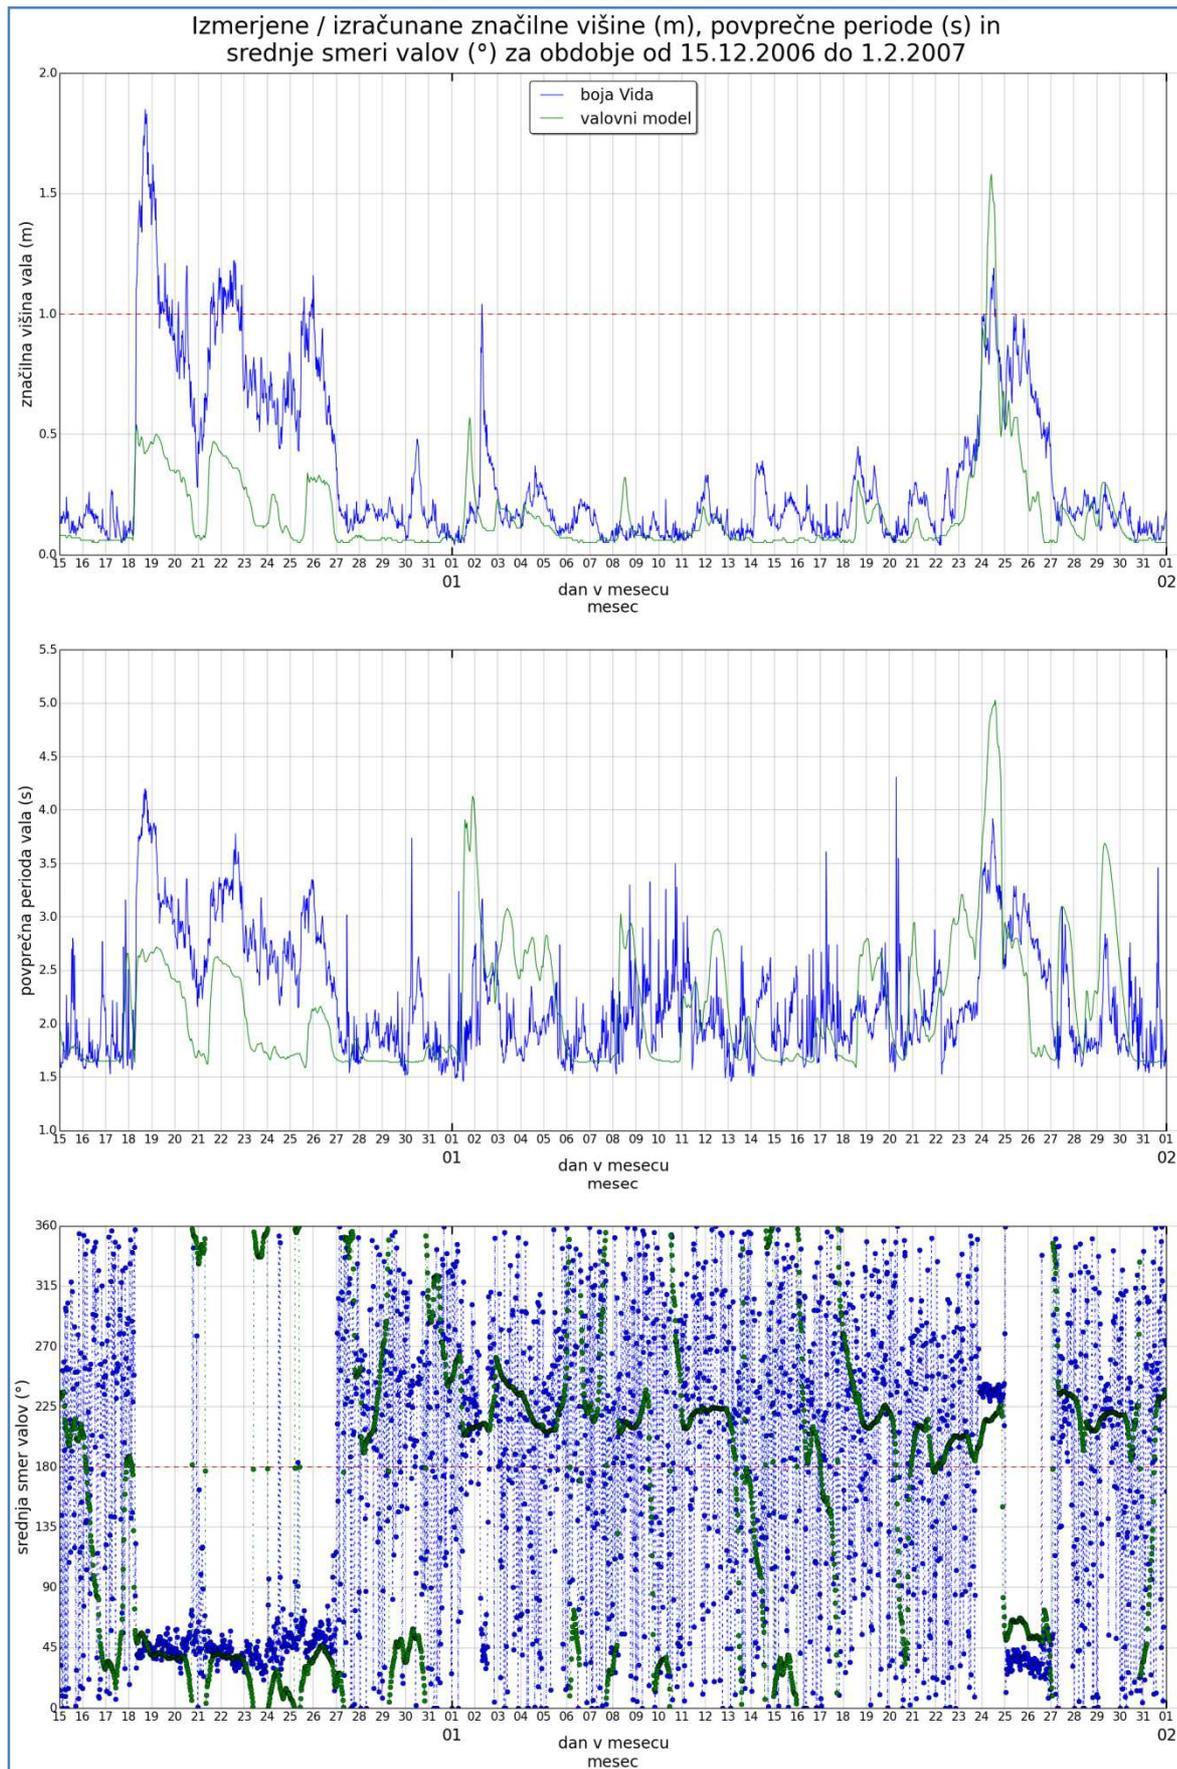 Izmerjene / izračunane značilne višine (m), povprečne periode (s) in
srednje smeri valov (°) za obdobje od 15.12.2006 do 1.2.2007
boja Vida
valovni model
značilna višina vala (m)
2.0
1.5
1.0
0.5
0.0
15 16 17 18 19 20 21 22 23 24 25 26 27 28 29 30 31 01 02 03 04 05 06 07 08 09 10 11 12 13 14 15 16 17 18 19 20 21 22 23 24 25 26 27 28 29 30 31 01
01 02
dan v mesecu
mesec
povprečna perioda vala (s)
5.5
5.0
4.5
4.0
3.5
3.0
2.5
2.0
1.5
1.0
15 16 17 18 19 20 21 22 23 24 25 26 27 28 29 30 31 01 02 03 04 05 06 07 08 09 10 11 12 13 14 15 16 17 18 19 20 21 22 23 24 25 26 27 28 29 30 31 01
01 02
dan v mesecu
mesec
srednja smer valov (°)
360
315
270
225
180
135
90
45
0
15 16 17 18 19 20 21 22 23 24 25 26 27 28 29 30 31 01 02 03 04 05 06 07 08 09 10 11 12 13 14 15 16 17 18 19 20 21 22 23 24 25 26 27 28 29 30 31 01
01 02
dan v mesecu
mesec